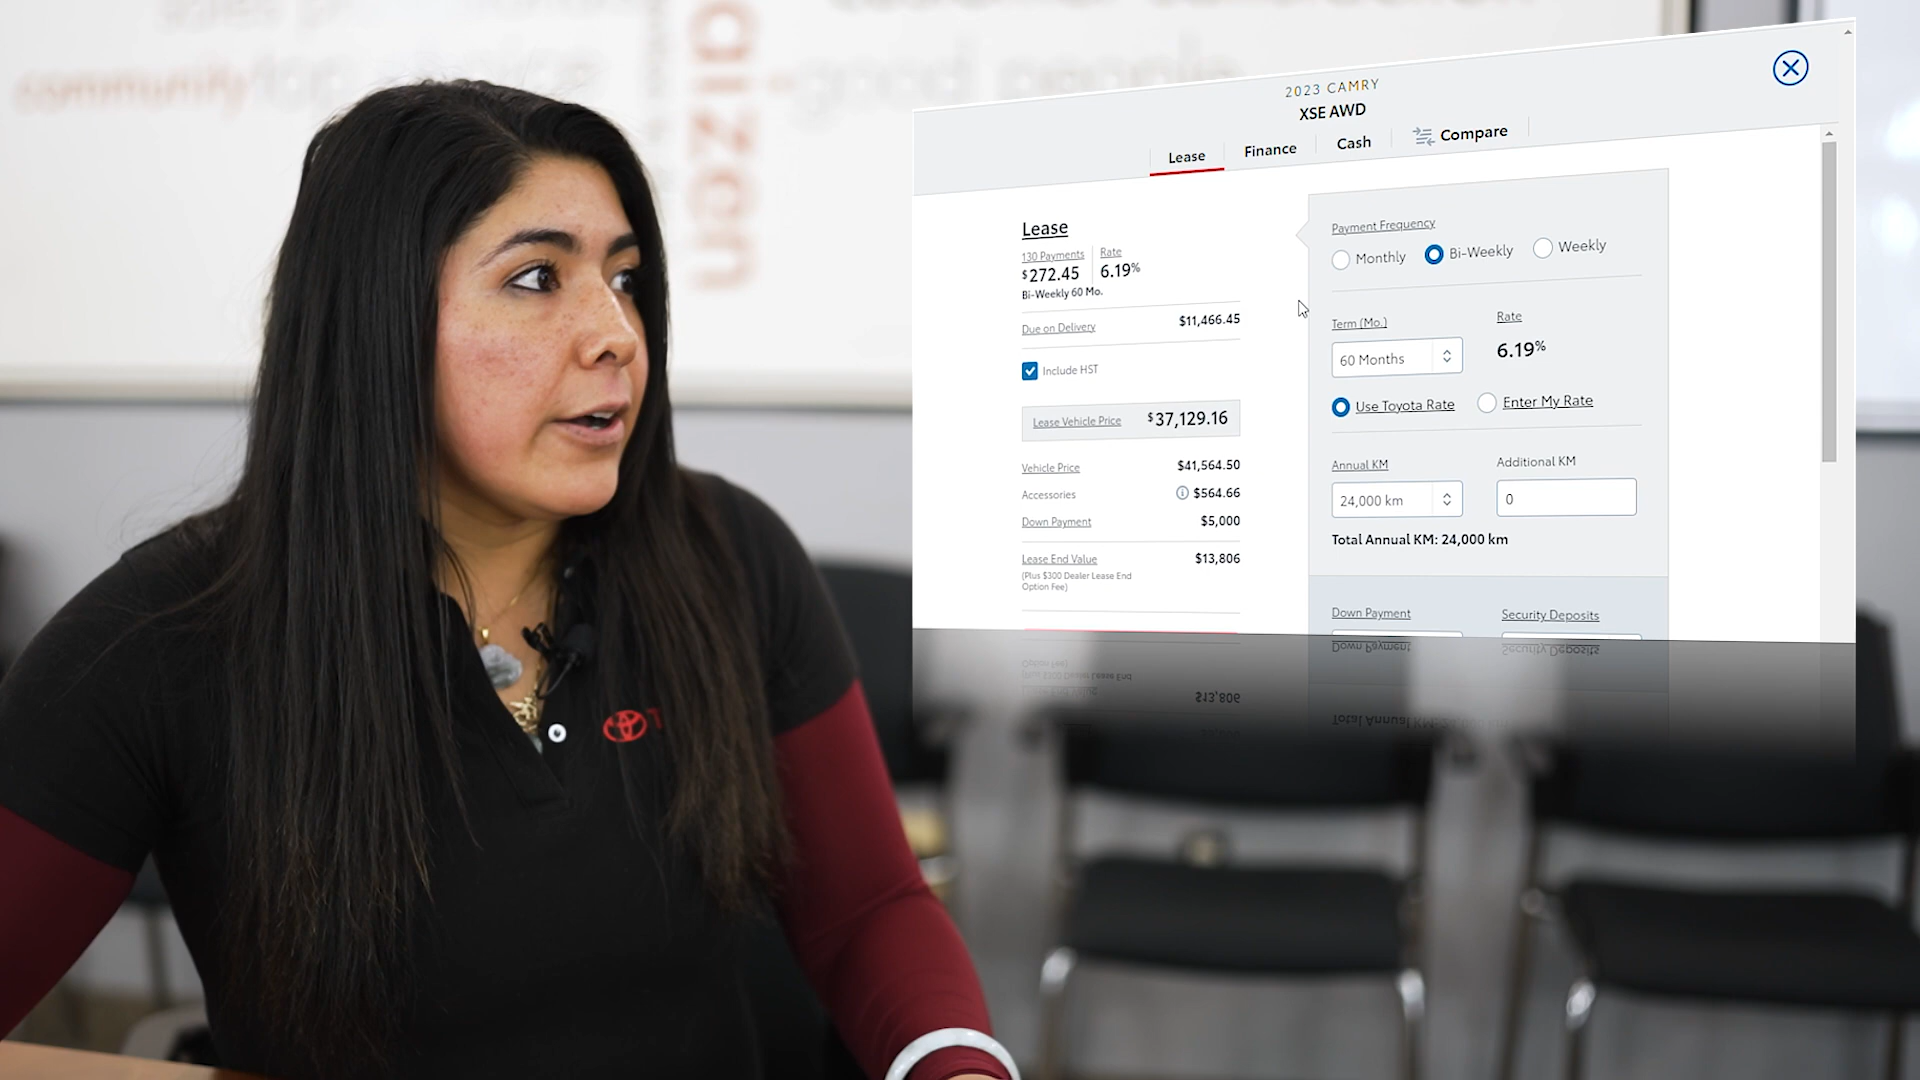 community
aizon
good people
2023 CAMRY
XSE AWD
Lease
Finance
Cash
Compare
Lease
130 Payments
Rate
$272.45
6.19%
Bi-Weekly 60 Mo.
Due on Delivery
$11,466.45
Include HST
Lease Vehicle Price
$37,129.16
Vehicle Price
$41,564.50
Accessories
$564.66
Down Payment
$5,000
Lease End Value
$13,806
(Plus $300 Dealer Lease End
Option Fee)
Payment Frequency
Monthly
Bi-Weekly
Weekly
Term (Mo.)
Rate
60 Months
6.19%
Use Toyota Rate
Enter My Rate
Annual KM
Additional KM
24,000 km
0
Total Annual KM: 24,000 km
Down Payment
Security Deposits
T